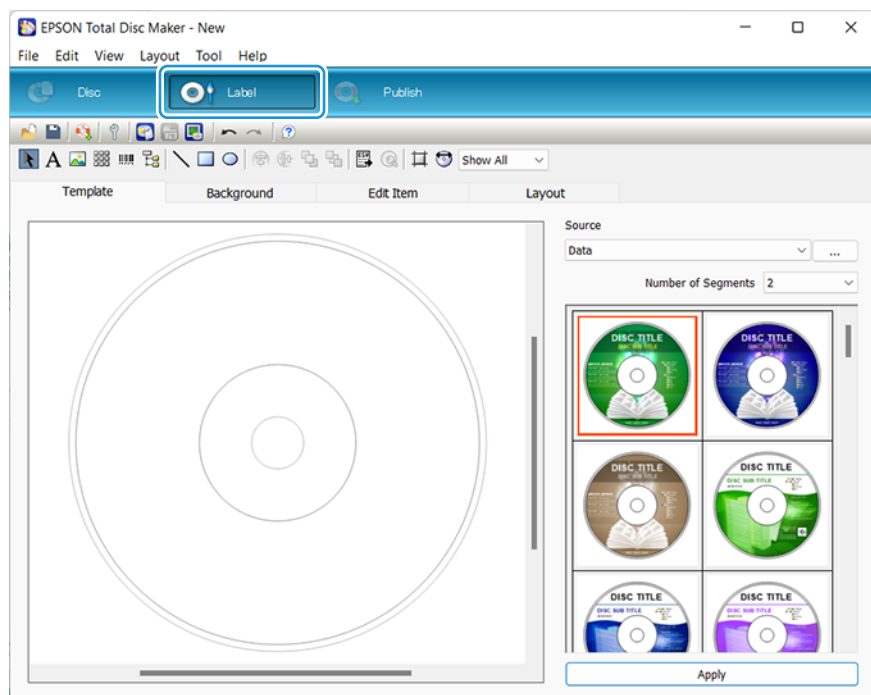 EPSON Total Disc Maker - New
File Edit View Layout Tool Help
Disc Label Publish
Show All
Template Background Edit Item Layout
Source
Data ...
Number of Segments 2
DISC TITLE DISC TITLE
DISC SUB TITLE DISC SUB TITLE
DISC TITLE DISC TITLE
DISC SUB TITLE DISC SUB TITLE
DISC TITLE DISC TITLE
DISC SUB TITLE DISC SUB TITLE
Apply